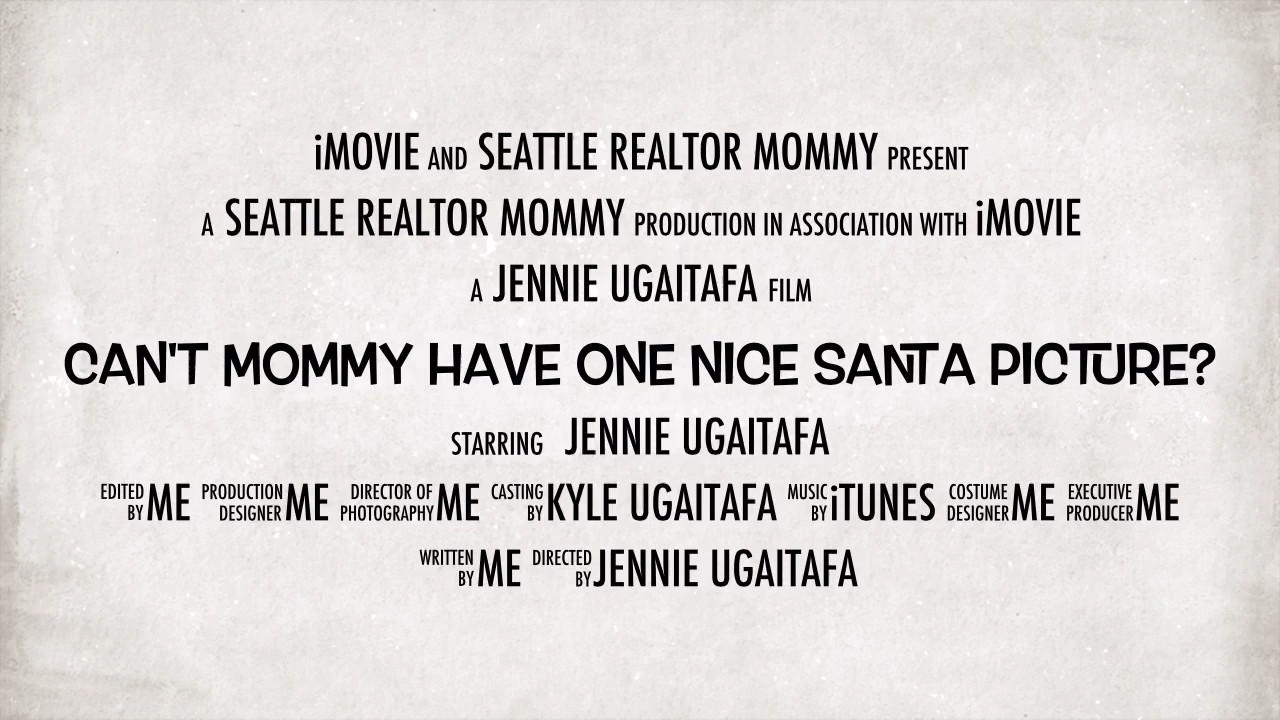 iMOVIE AND SEATTLE REALTOR MOMMY PRESENT
A SEATTLE REALTOR MOMMY PRODUCTION IN ASSOCIATION WITH iMOVIE
A JENNIE UGAITAFA FILM
CAN'T MOMMY HAVE ONE NICE SANTA PICTURE?
STARRING JENNIE UGAITAFA
EDITED BY ME PRODUCTION DESIGNER ME DIRECTOR OF PHOTOGRAPHY ME CASTING BY KYLE UGAITAFA MUSIC BY iTUNES COSTUME DESIGNER ME EXECUTIVE PRODUCER ME
WRITTEN BY ME DIRECTED BY JENNIE UGAITAFA